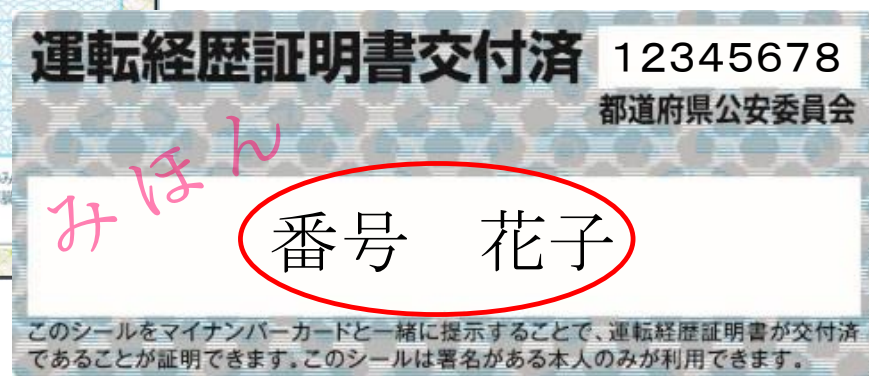 運転経歴証明書交付済
12345678
都道府県公安委員会
みほん
番号　花子
このシールをマイナンバーカードと一緒に提示することで、運転経歴証明書が交付済
であることが証明できます。このシールは署名がある本人のみが利用できます。